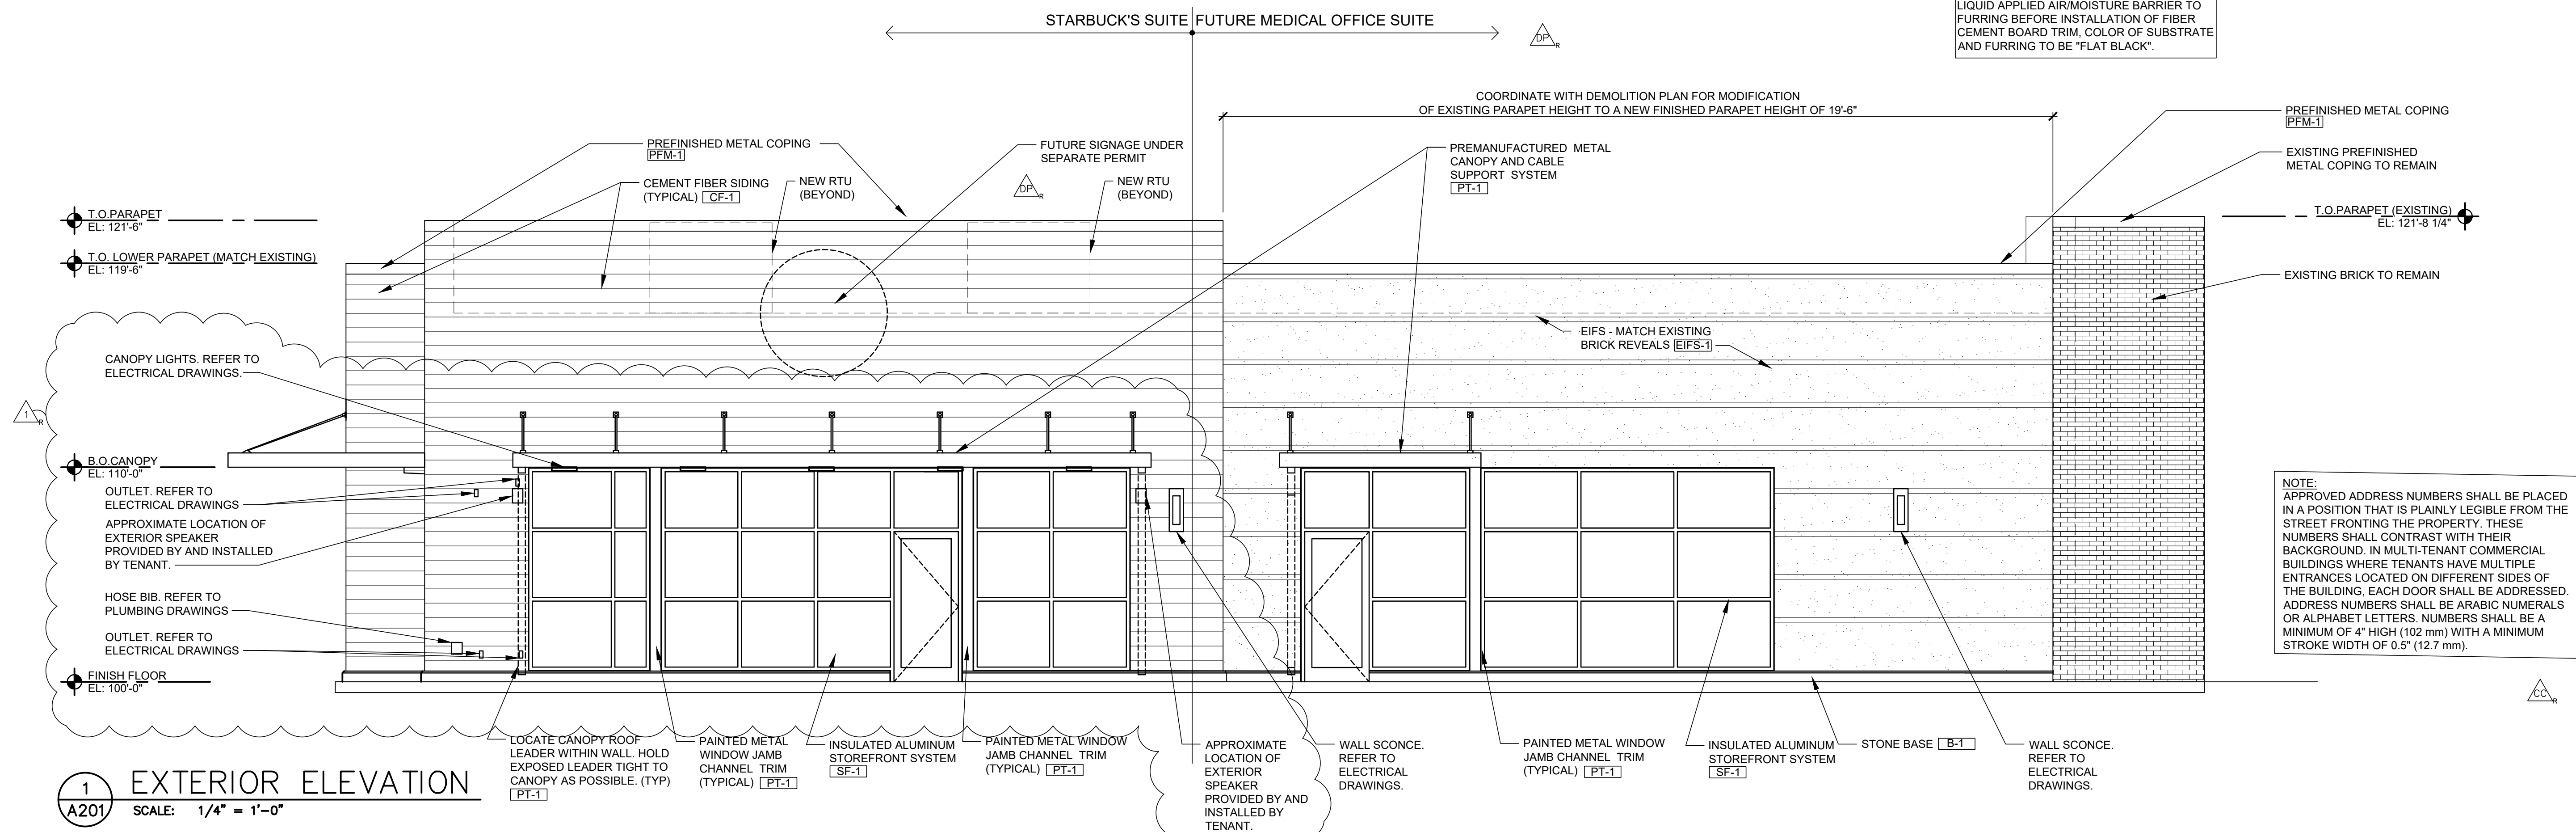 STARBUCK'S SUITE FUTURE MEDICAL OFFICE SUITE
DP
R
LIQUID APPLIED AIR/MOISTURE BARRIER TO
FURRING BEFORE INSTALLATION OF FIBER
CEMENT BOARD TRIM, COLOR OF SUBSTRATE
AND FURRING TO BE "FLAT BLACK".
COORDINATE WITH DEMOLITION PLAN FOR MODIFICATION
OF EXISTING PARAPET HEIGHT TO A NEW FINISHED PARAPET HEIGHT OF 19'-6"
PREFINISHED METAL COPING
PFM-1
CEMENT FIBER SIDING
(TYPICAL) CF-1
NEW RTU
(BEYOND)
FUTURE SIGNAGE UNDER
SEPARATE PERMIT
DP
R
NEW RTU
(BEYOND)
PREMANUFACTURED METAL
CANOPY AND CABLE
SUPPORT SYSTEM
PT-1
PREFINISHED METAL COPING
PFM-1
EXISTING PREFINISHED
METAL COPING TO REMAIN
T.O.PARAPET
EL: 121'-6"
T.O. LOWER PARAPET (MATCH EXISTING)
EL: 119'-6"
T.O.PARAPET (EXISTING)
EL: 121'-8 1/4"
EXISTING BRICK TO REMAIN
EIFS - MATCH EXISTING
BRICK REVEALS EIFS-1
CANOPY LIGHTS. REFER TO
ELECTRICAL DRAWINGS.
1
R
B.O.CANOPY
EL: 110'-0"
OUTLET. REFER TO
ELECTRICAL DRAWINGS
APPROXIMATE LOCATION OF
EXTERIOR SPEAKER
PROVIDED BY AND INSTALLED
BY TENANT.
HOSE BIB. REFER TO
PLUMBING DRAWINGS
OUTLET. REFER TO
ELECTRICAL DRAWINGS
FINISH FLOOR
EL: 100'-0"
NOTE:
APPROVED ADDRESS NUMBERS SHALL BE PLACED
IN A POSITION THAT IS PLAINLY LEGIBLE FROM THE
STREET FRONTING THE PROPERTY. THESE
NUMBERS SHALL CONTRAST WITH THEIR
BACKGROUND. IN MULTI-TENANT COMMERCIAL
BUILDINGS WHERE TENANTS HAVE MULTIPLE
ENTRANCES LOCATED ON DIFFERENT SIDES OF
THE BUILDING, EACH DOOR SHALL BE ADDRESSED.
ADDRESS NUMBERS SHALL BE ARABIC NUMERALS
OR ALPHABET LETTERS. NUMBERS SHALL BE A
MINIMUM OF 4" HIGH (102 mm) WITH A MINIMUM
STROKE WIDTH OF 0.5" (12.7 mm).
CC
R
LOCATE CANOPY ROOF
LEADER WITHIN WALL. HOLD
EXPOSED LEADER TIGHT TO
CANOPY AS POSSIBLE. (TYP)
PT-1
PAINTED METAL
WINDOW JAMB
CHANNEL TRIM
(TYPICAL) PT-1
INSULATED ALUMINUM
STOREFRONT SYSTEM
SF-1
PAINTED METAL WINDOW
JAMB CHANNEL TRIM
(TYPICAL) PT-1
APPROXIMATE
LOCATION OF
EXTERIOR
SPEAKER
PROVIDED BY AND
INSTALLED BY
TENANT.
WALL SCONCE.
REFER TO
ELECTRICAL
DRAWINGS.
PAINTED METAL WINDOW
JAMB CHANNEL TRIM
(TYPICAL) PT-1
INSULATED ALUMINUM
STOREFRONT SYSTEM
SF-1
STONE BASE B-1
WALL SCONCE.
REFER TO
ELECTRICAL
DRAWINGS.
1
A201
EXTERIOR ELEVATION
SCALE: 1/4" = 1'-0"